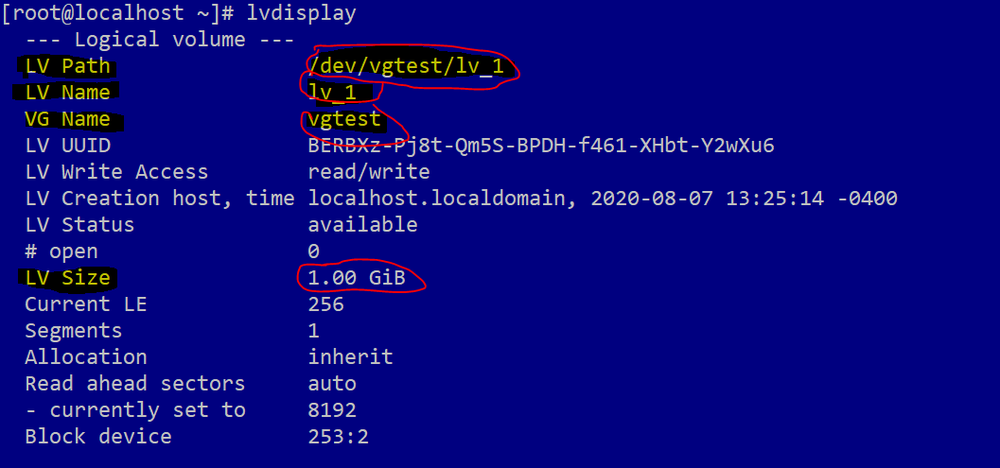 [root@localhost ~]# lvdisplay
--- Logical volume ---
LV Path /dev/vgtest/lv_1
LV Name lv_1
VG Name vgtest
LV UUID BERBXz-Pj8t-Qm5S-BPDH-f461-XHbt-Y2wXu6
LV Write Access read/write
LV Creation host, time localhost.localdomain, 2020-08-07 13:25:14 -0400
LV Status available
# open 0
LV Size 1.00 GiB
Current LE 256
Segments 1
Allocation inherit
Read ahead sectors auto
- currently set to 8192
Block device 253:2